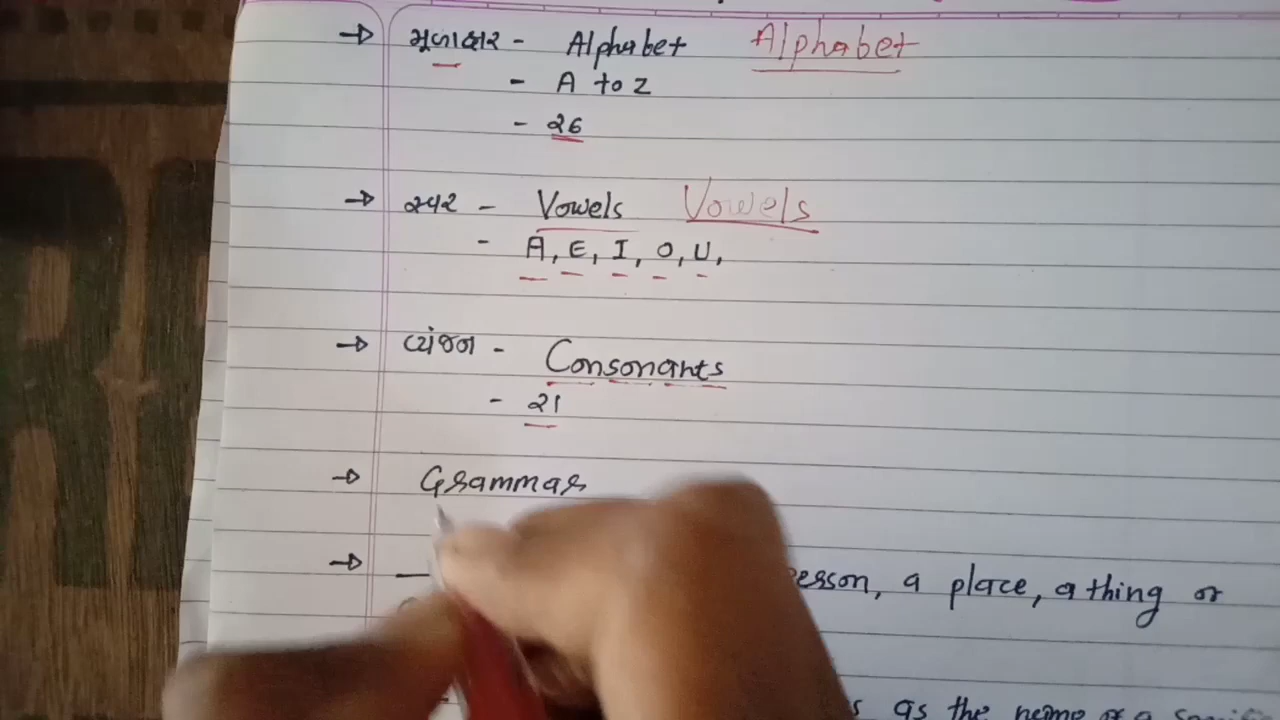 → મૂળાક્ષર - Alphabet Alphabet
- A to Z
- 26
→ સ્વર - Vowels Vowels
- A, E, I, O, U,
→ વ્યંજન - Consonants
- 21
→ Grammar
→ person, a place, a thing or
as the name of a